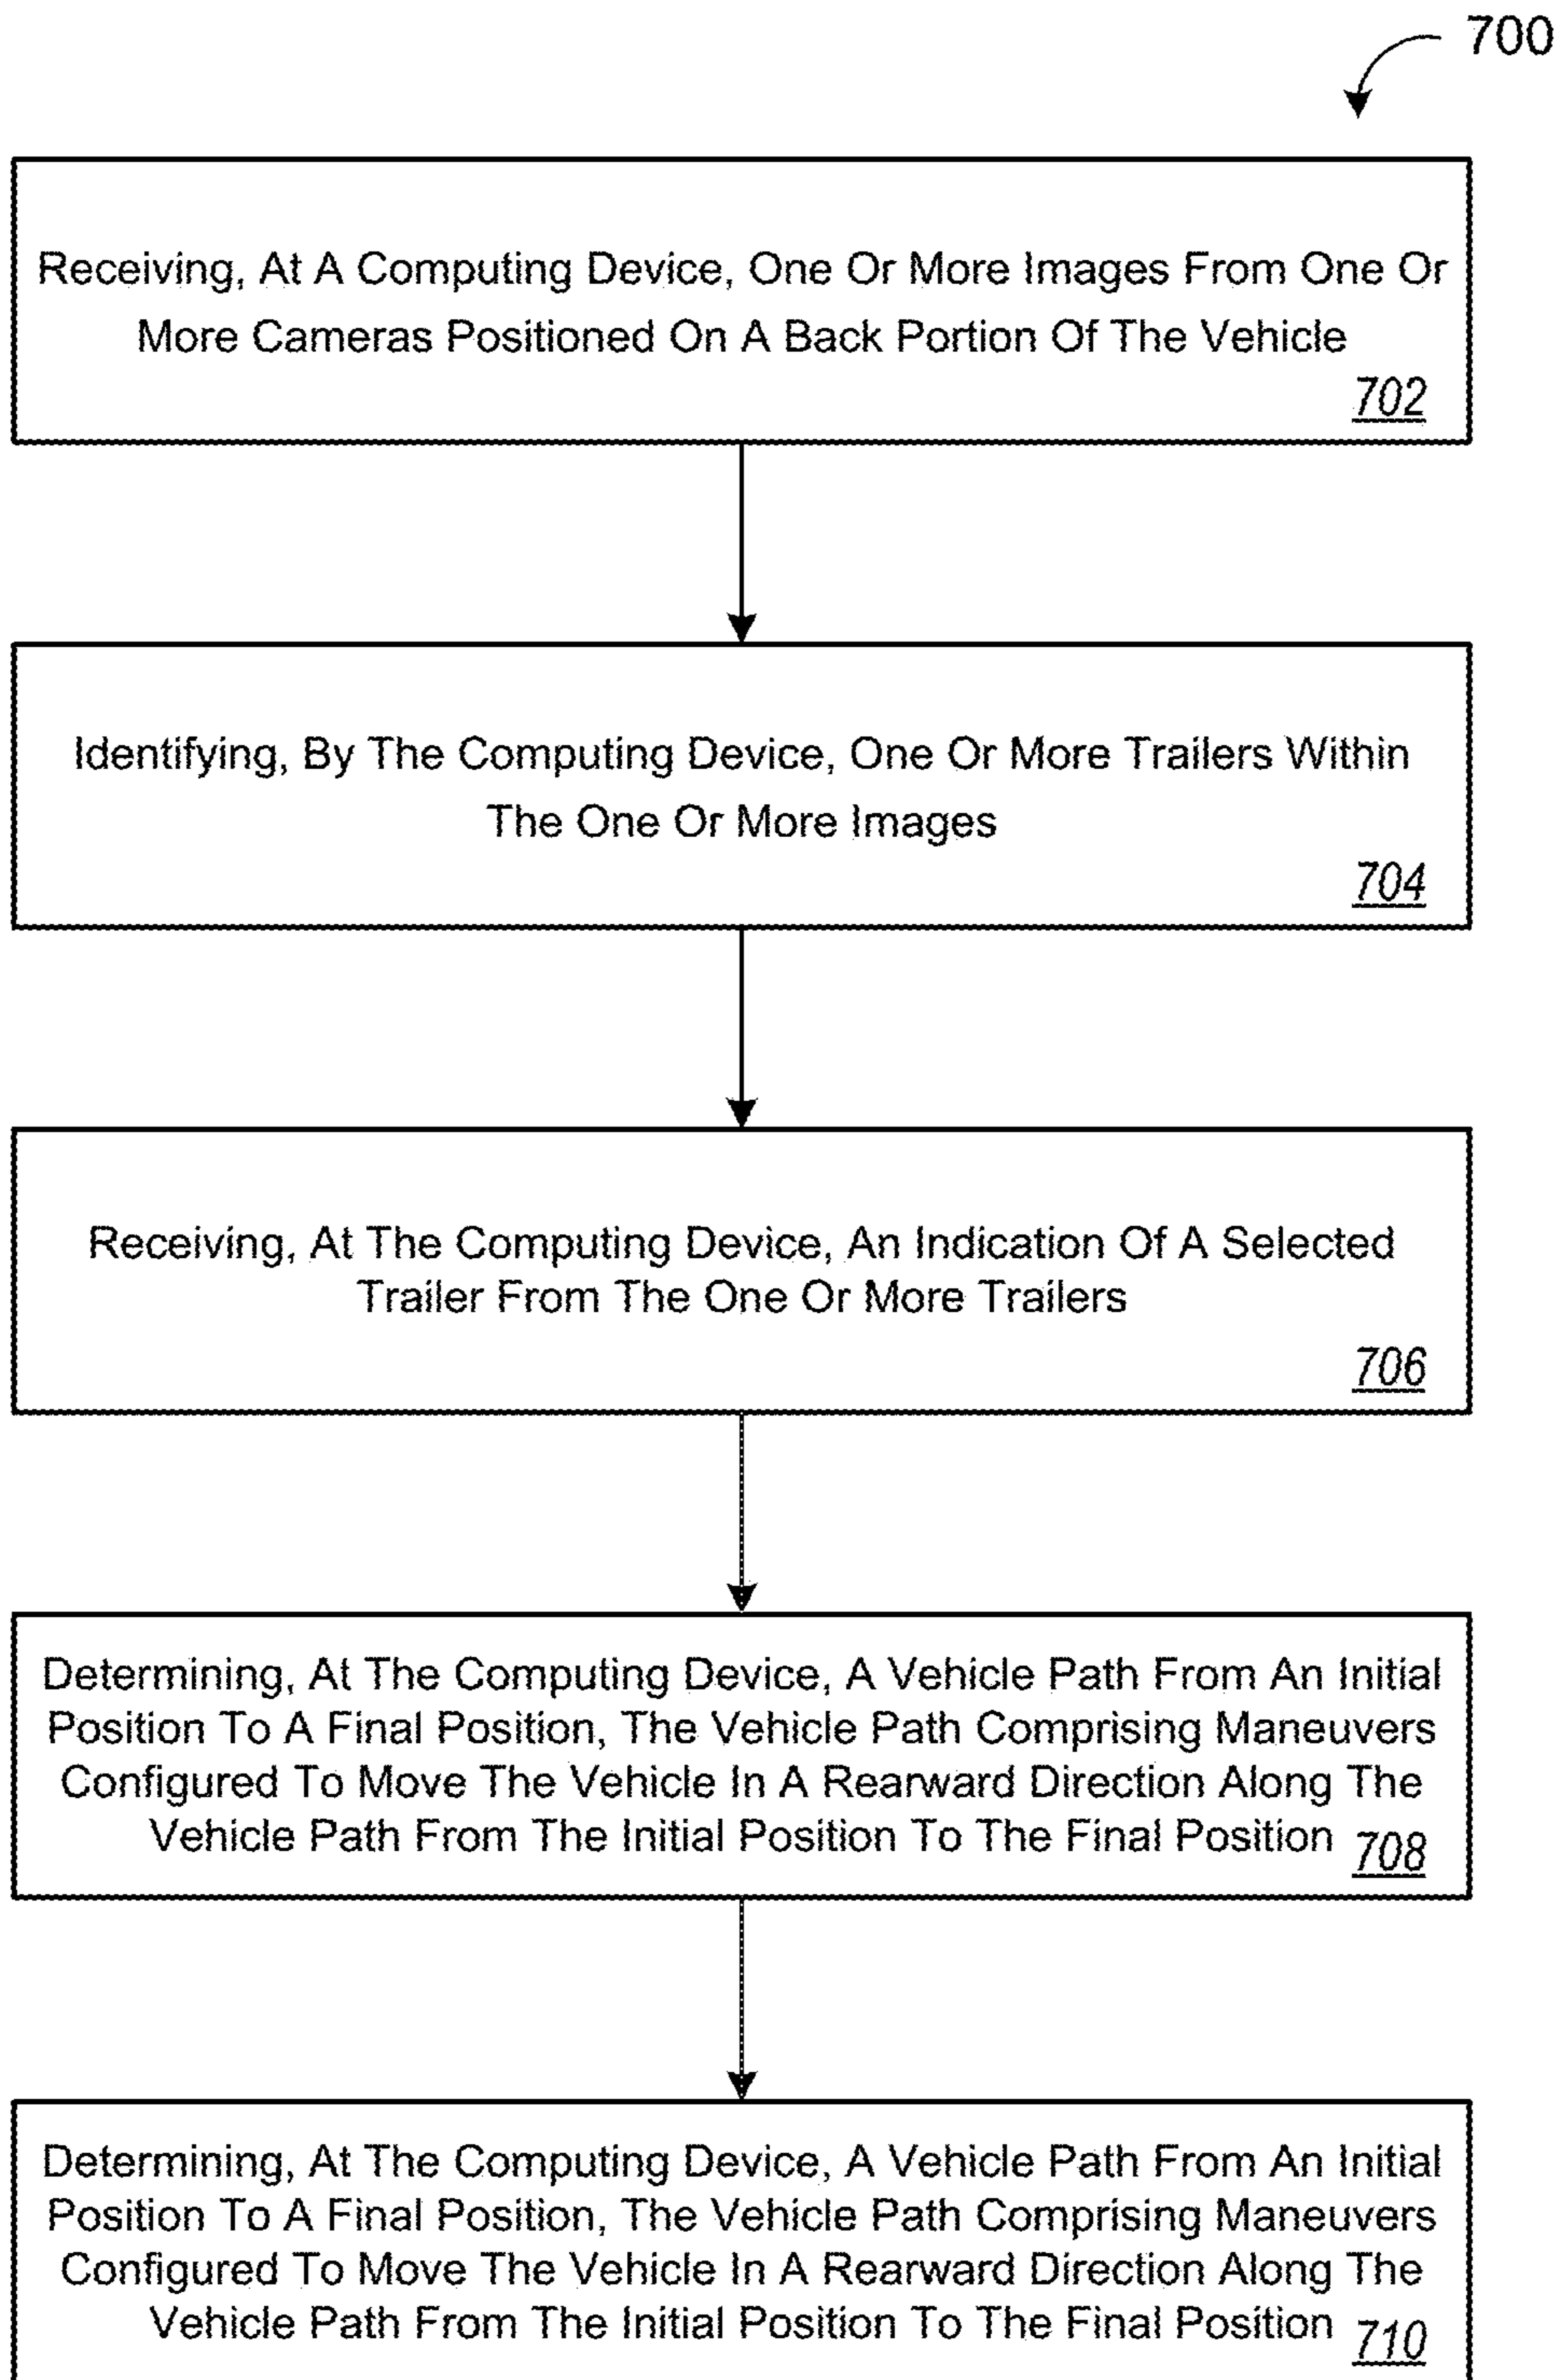 700
Receiving, At A Computing Device, One Or More Images From One Or
More Cameras Positioned On A Back Portion Of The Vehicle
702
Identifying, By The Computing Device, One Or More Trailers Within
The One Or More Images
704
Receiving, At The Computing Device, An Indication Of A Selected
Trailer From The One Or More Trailers
706
Determining, At The Computing Device, A Vehicle Path From An Initial
Position To A Final Position, The Vehicle Path Comprising Maneuvers
Configured To Move The Vehicle In A Rearward Direction Along The
Vehicle Path From The Initial Position To The Final Position 708
Determining, At The Computing Device, A Vehicle Path From An Initial
Position To A Final Position, The Vehicle Path Comprising Maneuvers
Configured To Move The Vehicle In A Rearward Direction Along The
Vehicle Path From The Initial Position To The Final Position 710